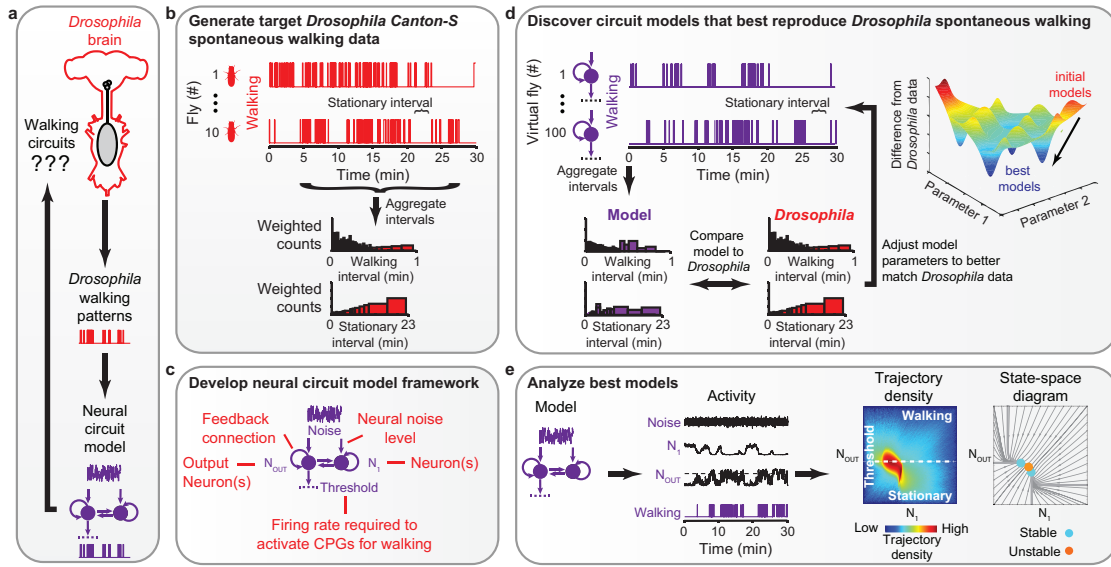 a
Drosophila
brain
Walking
circuits
???
Drosophila
walking
patterns
Neural
circuit
model
b
Generate target Drosophila Canton-S
spontaneous walking data
Fly (#)
1
10
Walking
Stationary interval
0 5 10 15 20 25 30
Time (min)
Aggregate
intervals
Weighted
counts
0 Walking 1
interval (min)
Weighted
counts
0 Stationary 23
interval (min)
c
Develop neural circuit model framework
Feedback
connection
Noise
Neural noise
level
Output
Neuron(s)
NOUT
N1
Neuron(s)
Threshold
Firing rate required to
activate CPGs for walking
d
Discover circuit models that best reproduce Drosophila spontaneous walking
Virtual fly (#)
1
100
Walking
Stationary interval
0 5 10 15 20 25 30
Time (min)
Aggregate
intervals
Model
0 Walking 1
interval (min)
0 Stationary 23
interval (min)
Compare
model to
Drosophila
Drosophila
0 Walking 1
interval (min)
0 Stationary 23
interval (min)
Adjust model
parameters to better
match Drosophila data
Difference from
Drosophila data
initial
models
best
models
Parameter 1
Parameter 2
e
Analyze best models
Model
Activity
Noise
N1
NOUT
Walking
0 10 20 30
Time (min)
Trajectory
density
Walking
Threshold
Stationary
NOUT
N1
Low High
Trajectory
density
State-space
diagram
NOUT
N1
Stable
Unstable